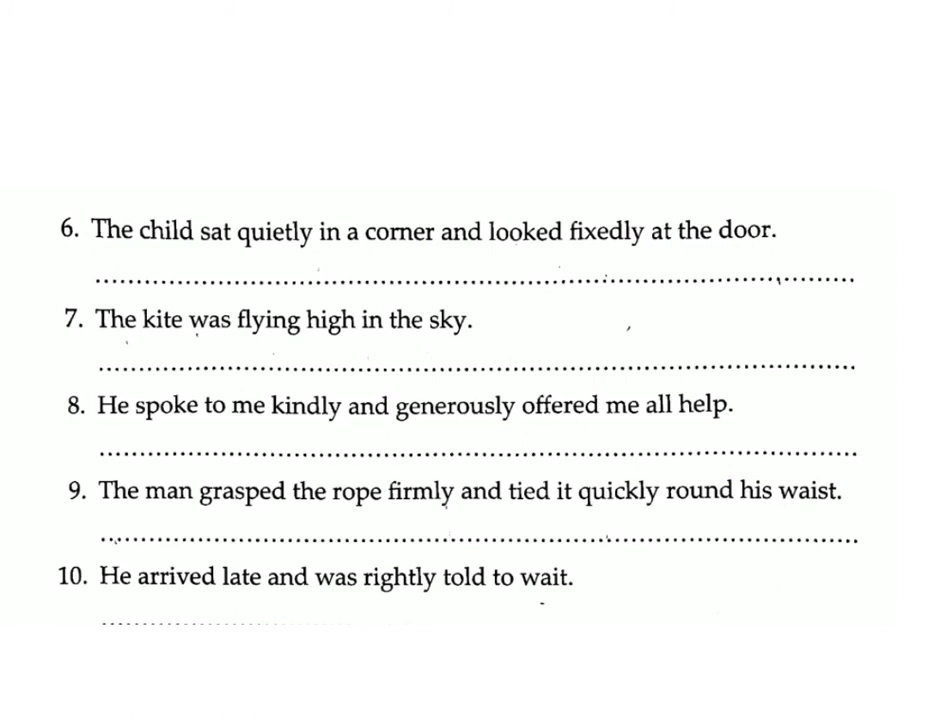 6. The child sat quietly in a corner and looked fixedly at the door.
7. The kite was flying high in the sky.
8. He spoke to me kindly and generously offered me all help.
9. The man grasped the rope firmly and tied it quickly round his waist.
10. He arrived late and was rightly told to wait.